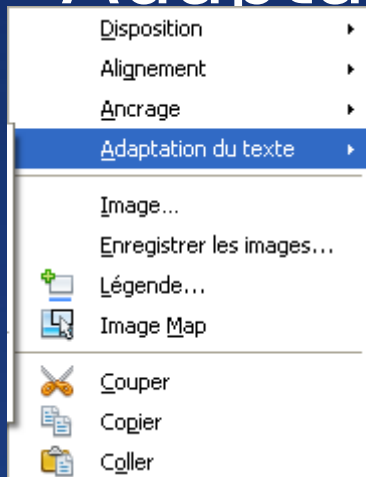 Disposition
Alignement
Ancrage
Adaptation du texte
Image...
Enregistrer les images...
Légende...
Image Map
Couper
Copier
Coller